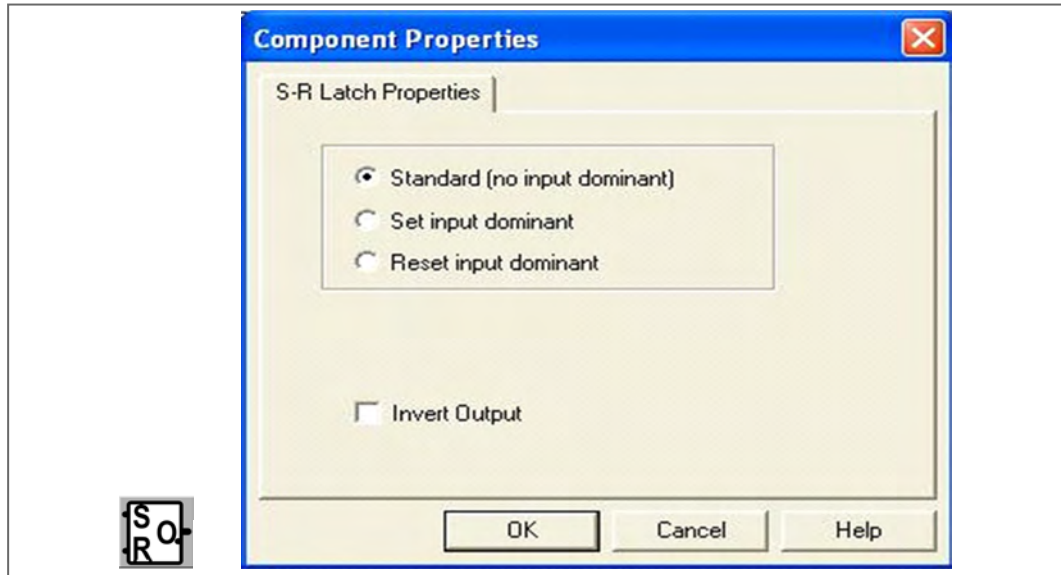 Component Properties
S-R Latch Properties
Standard (no input dominant)
Set input dominant
Reset input dominant
Invert Output
S
Q
R
OK Cancel Help